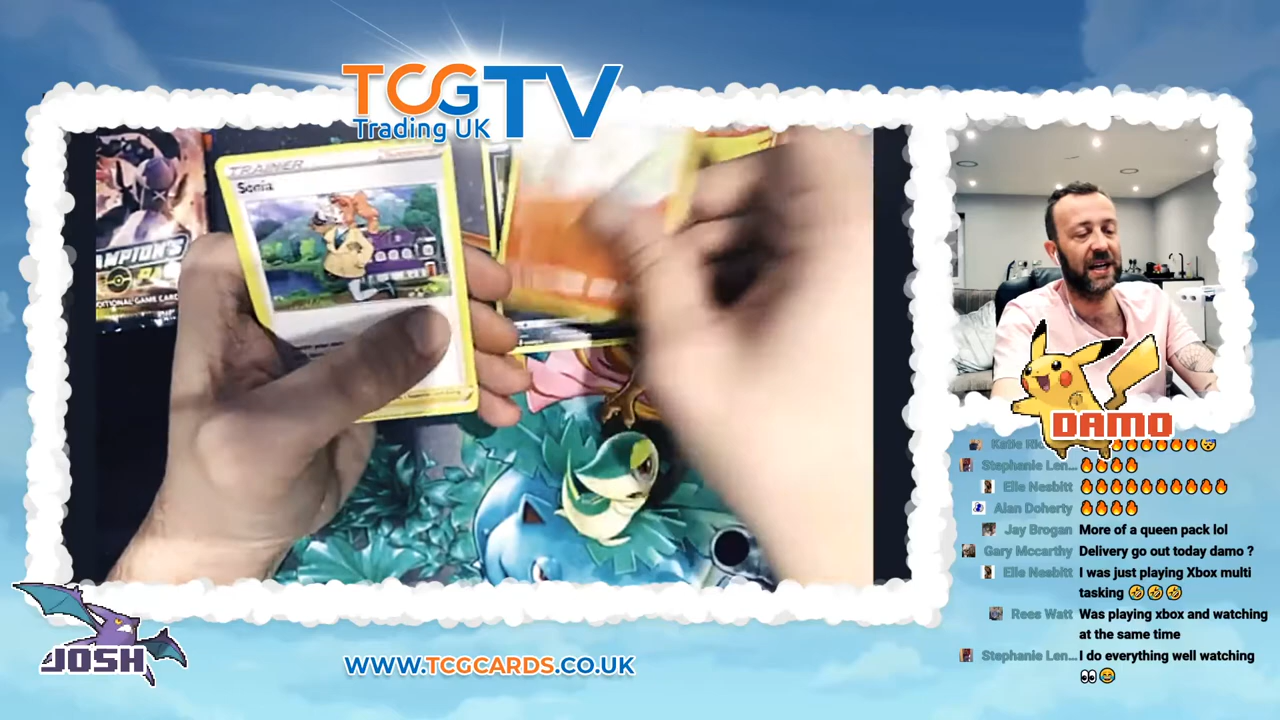 TCG TV
Trading UK
TRAINER
Sonia
PA
DAMO
Katie
Stephanie Len... 🔥🔥🔥🔥
Elle Nesbitt 🔥🔥🔥🔥🔥🔥🔥🔥🔥🔥
Alan Doherty 🔥🔥🔥🔥
Jay Brogan More of a queen pack lol
Gary Mccarthy Delivery go out today damo ?
Elle Nesbitt I was just playing Xbox multi
tasking 🤣🤣🤣
Rees Watt Was playing xbox and watching
at the same time
Stephanie Len... I do everything well watching
👀😂
JOSH
WWW.TCGCARDS.CO.UK